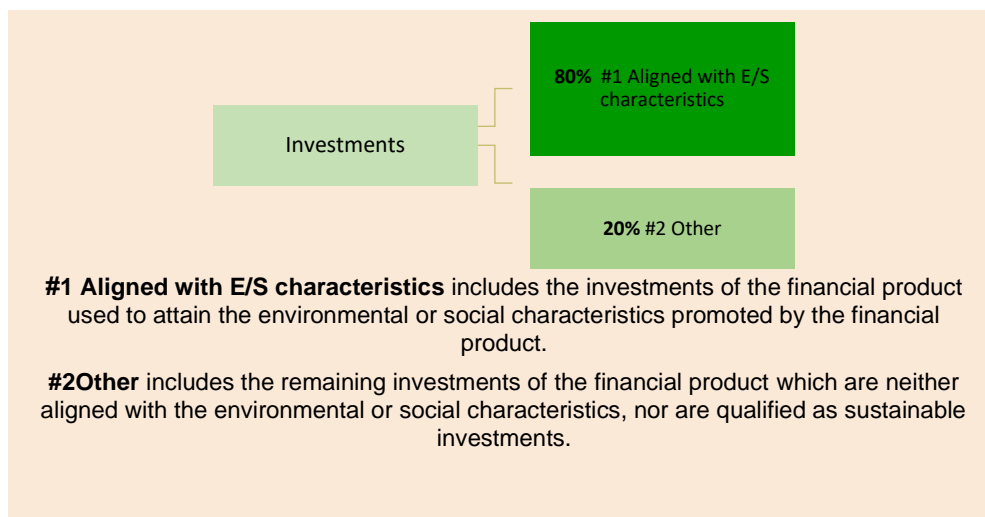 80% #1 Aligned with E/S
characteristics
Investments
20% #2 Other
#1 Aligned with E/S characteristics includes the investments of the financial product
used to attain the environmental or social characteristics promoted by the financial
product.
#2Other includes the remaining investments of the financial product which are neither
aligned with the environmental or social characteristics, nor are qualified as sustainable
investments.